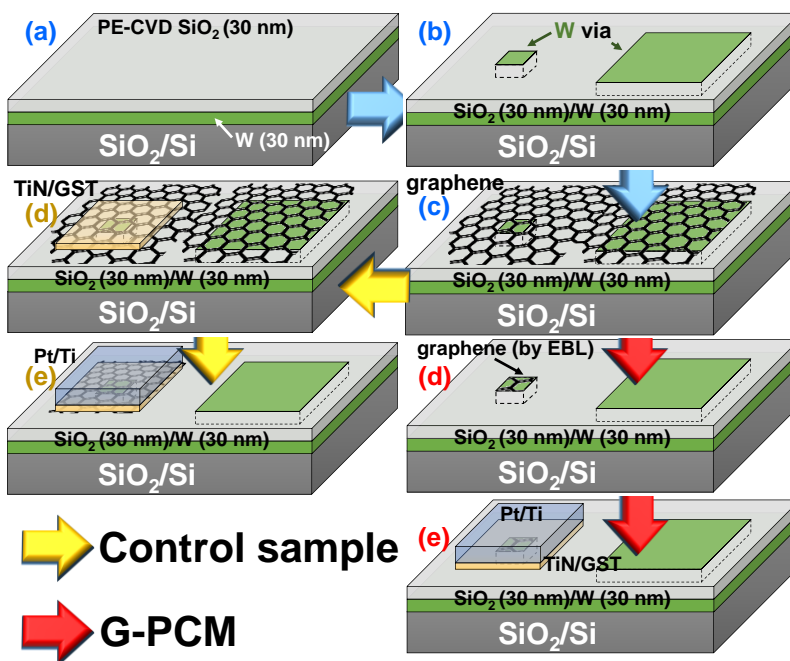 (a)
PE-CVD SiO₂ (30 nm)
W (30 nm)
SiO₂/Si
(b)
W via
SiO₂ (30 nm)/W (30 nm)
SiO₂/Si
TiN/GST
(d)
SiO₂ (30 nm)/W (30 nm)
SiO₂/Si
graphene
(c)
SiO₂ (30 nm)/W (30 nm)
SiO₂/Si
Pt/Ti
(e)
SiO₂ (30 nm)/W (30 nm)
SiO₂/Si
graphene (by EBL)
(d)
SiO₂ (30 nm)/W (30 nm)
SiO₂/Si
Pt/Ti
(e)
TiN/GST
SiO₂ (30 nm)/W (30 nm)
SiO₂/Si
Control sample
G-PCM